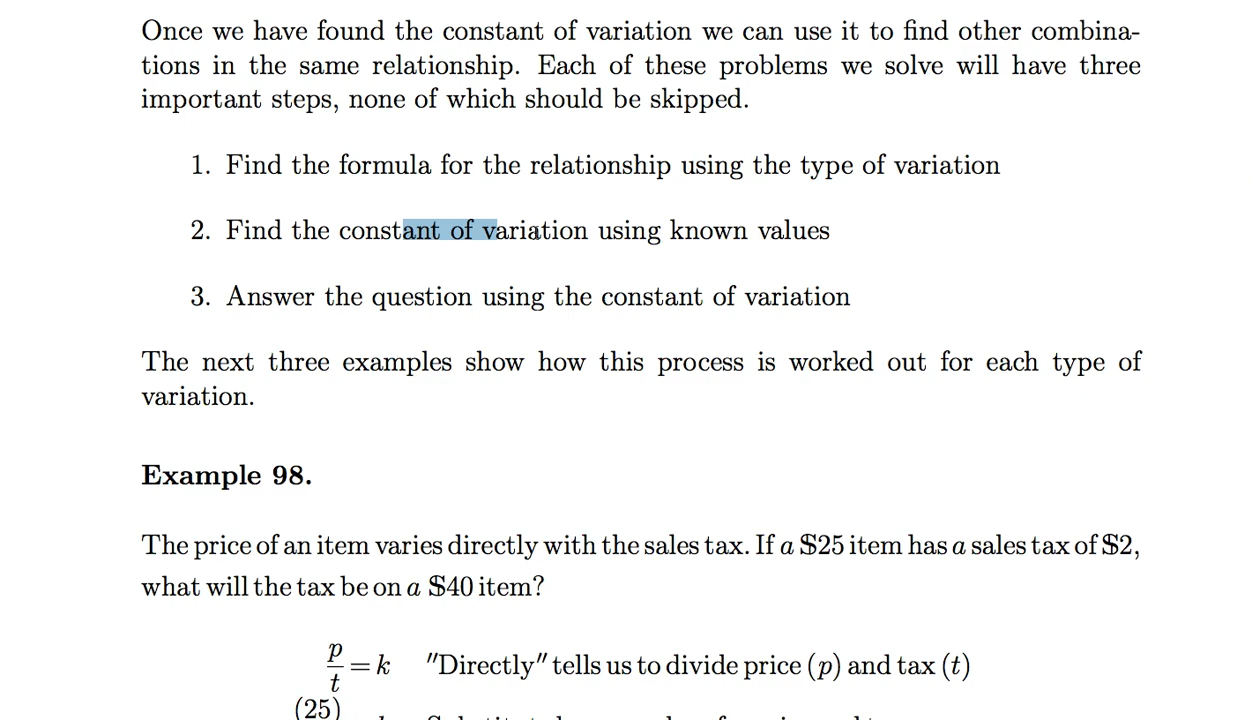 Once we have found the constant of variation we can use it to find other combina-
tions in the same relationship. Each of these problems we solve will have three
important steps, none of which should be skipped.
1. Find the formula for the relationship using the type of variation
2. Find the constant of variation using known values
3. Answer the question using the constant of variation
The next three examples show how this process is worked out for each type of
variation.
Example 98.
The price of an item varies directly with the sales tax. If a $25 item has a sales tax of $2,
what will the tax be on a $40 item?
p/t = k "Directly" tells us to divide price (p) and tax (t)
(25)